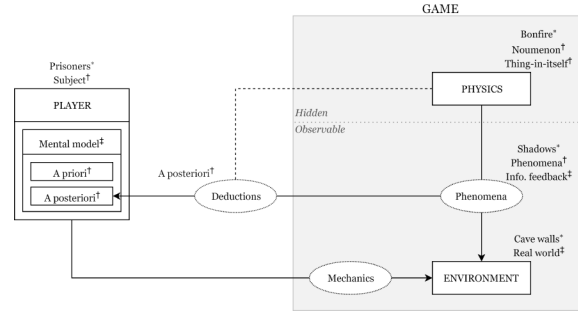 GAME
Bonfire*
Noumenon†
Thing-in-itself‡
Prisoners*
Subject†
PLAYER
PHYSICS
Hidden
Observable
Mental model‡
A priori†
A posteriori†
A posteriori†
Deductions
Shadows*
Phenomena†
Info. feedback‡
Phenomena
Cave walls*
Real world‡
Mechanics
ENVIRONMENT